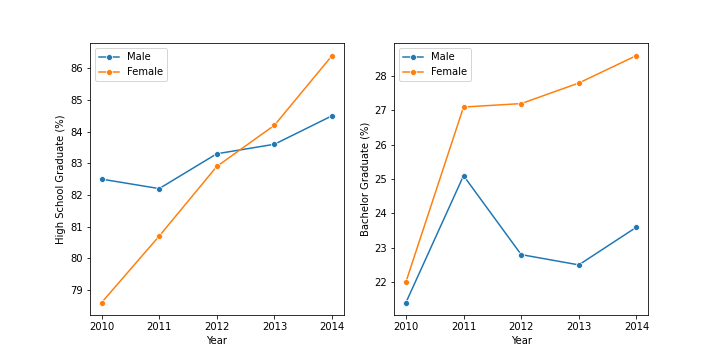 High School Graduate (%)
86
85
84
83
82
81
80
79
Male
Female
2010 2011 2012 2013 2014
Year
Bachelor Graduate (%)
28
27
26
25
24
23
22
Male
Female
2010 2011 2012 2013 2014
Year